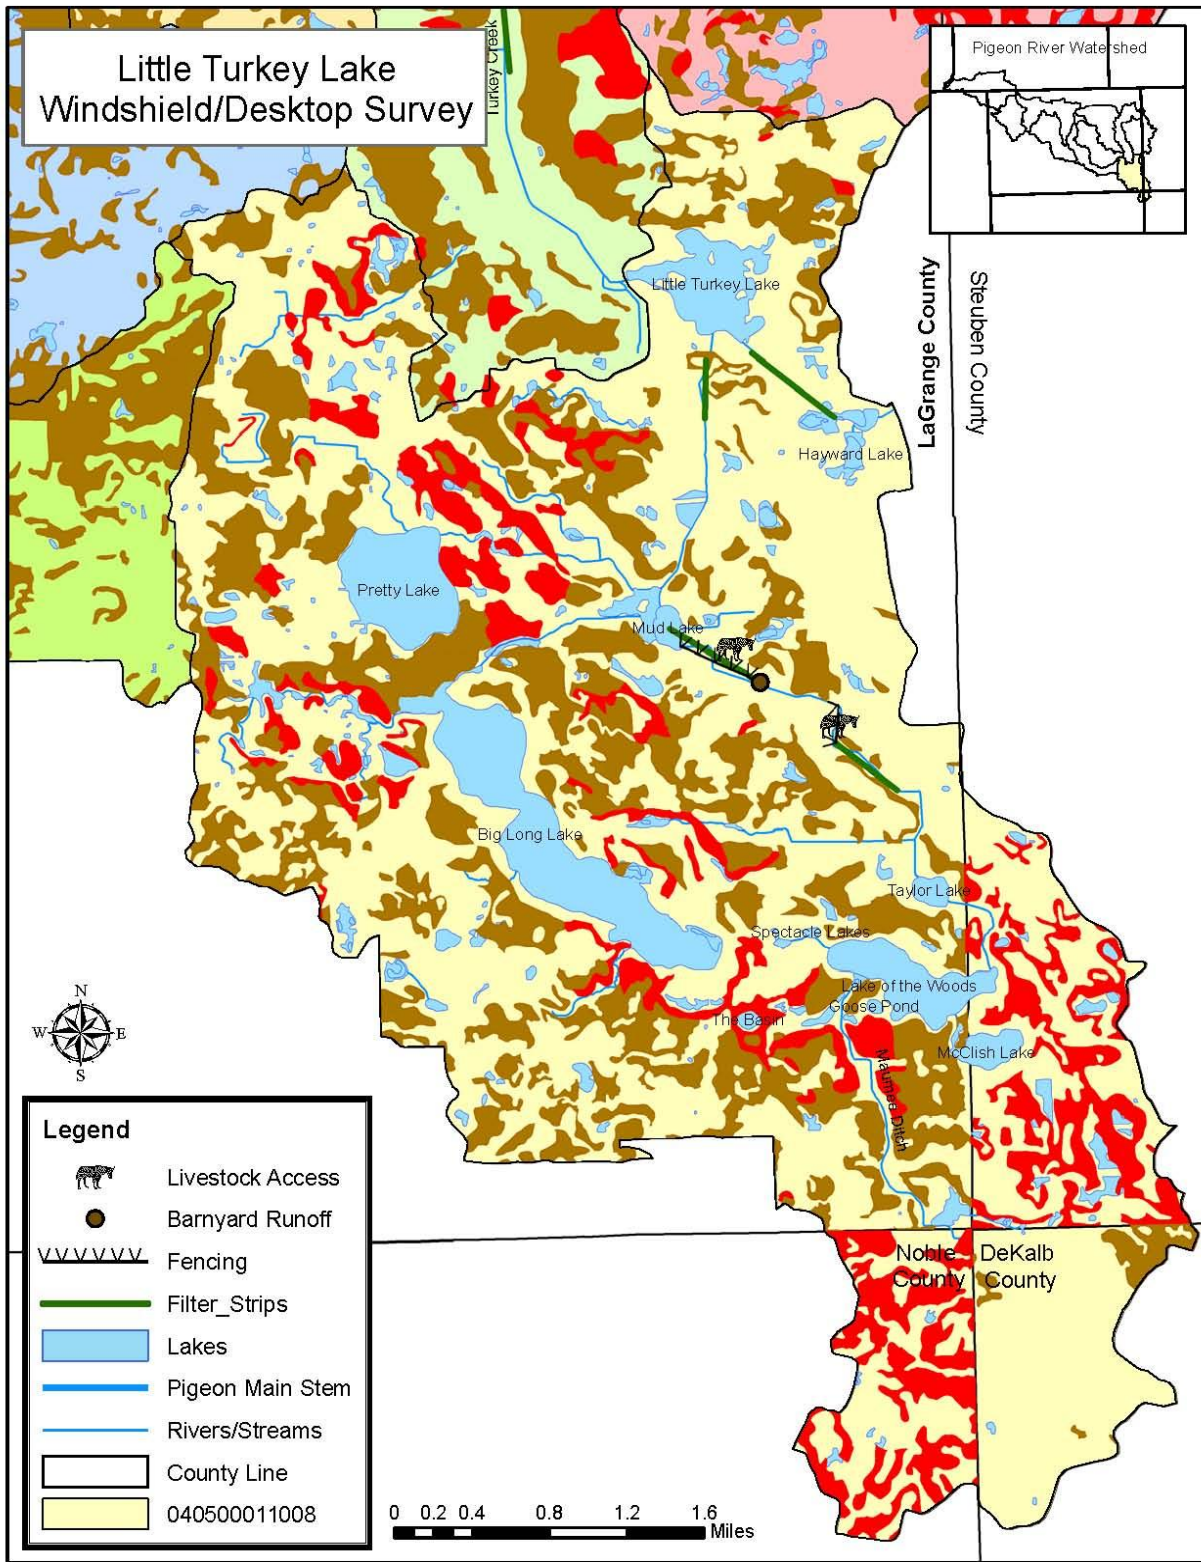 Little Turkey Lake
Windshield/Desktop Survey
Turkey Creek
Pigeon River Watershed
LaGrange County
Steuben County
Little Turkey Lake
Hayward Lake
Pretty Lake
Mud Lake
Big Long Lake
Taylor Lake
Spectacle Lakes
Lake of the Woods
Goose Pond
The Basin
McClish Lake
Maumee Ditch
N
W
E
S
Noble
County
DeKalb
County
Legend
Livestock Access
Barnyard Runoff
Fencing
Filter_Strips
Lakes
Pigeon Main Stem
Rivers/Streams
County Line
040500011008
0 0.2 0.4 0.8 1.2 1.6
Miles